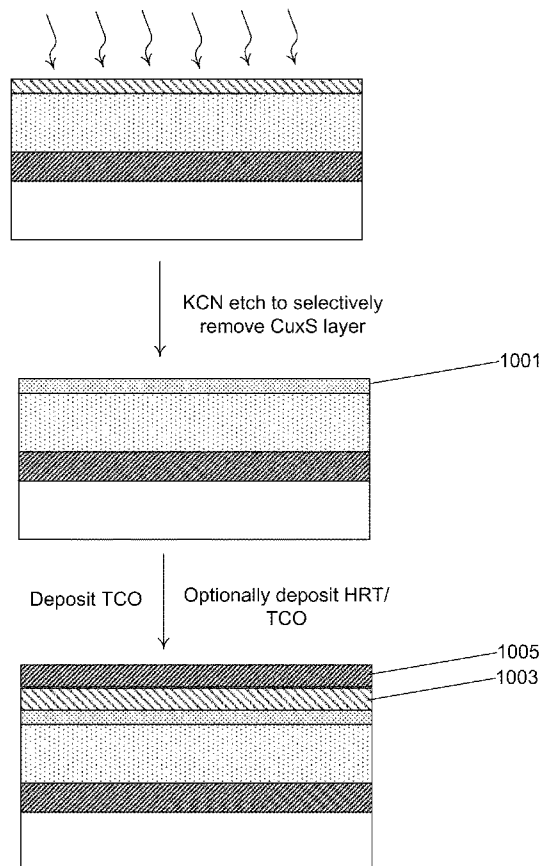 KCN etch to selectively
remove CuxS layer
1001
Deposit TCO
Optionally deposit HRT/
TCO
1005
1003